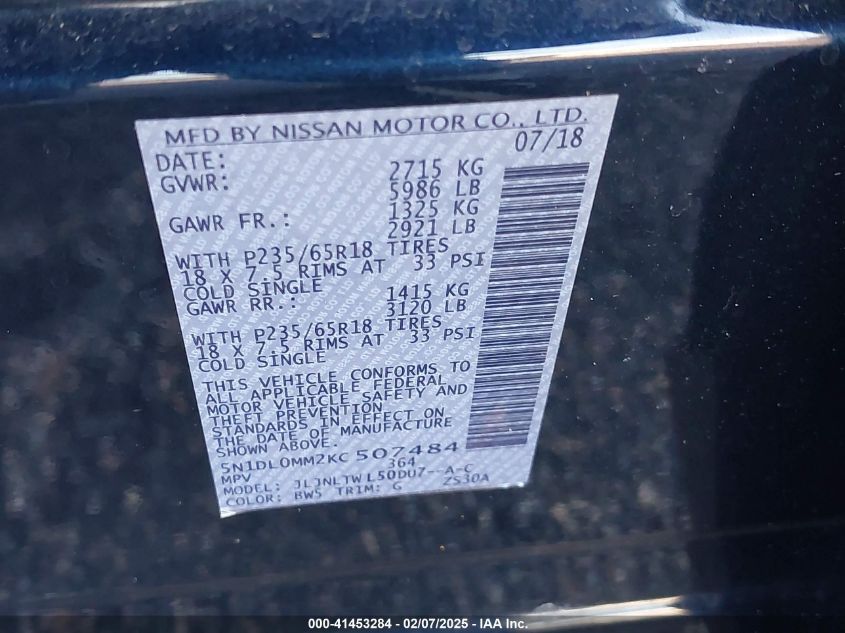 MFD BY NISSAN MOTOR CO., LTD.
DATE: 07/18
GVWR: 2715 KG
5986 LB
GAWR FR.: 1325 KG
2921 LB
WITH P235/65R18 TIRES
18 X 7.5 RIMS AT 33 PSI
COLD SINGLE
GAWR RR.: 1415 KG
3120 LB
WITH P235/65R18 TIRES
18 X 7.5 RIMS AT 33 PSI
COLD SINGLE
THIS VEHICLE CONFORMS TO
ALL APPLICABLE FEDERAL
MOTOR VEHICLE SAFETY AND
THEFT PREVENTION
STANDARDS IN EFFECT ON
THE DATE OF MANUFACTURE
SHOWN ABOVE.
5N1DL0MM2KC507484
MPV 364
MODEL: JLJNLTWL50DU7--A-C
COLOR: BW5 TRIM: G ZS30A
000-41453284 - 02/07/2025 - IAA Inc.